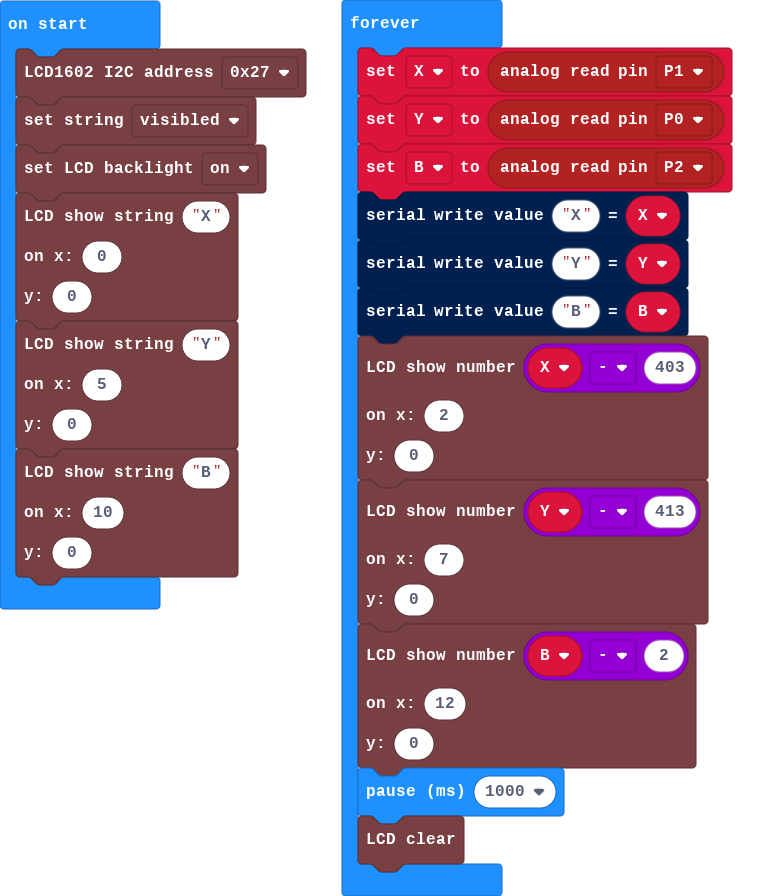 on start
LCD1602 I2C address 0x27
set string visibled
set LCD backlight on
LCD show string "X"
on x: 0
y: 0
LCD show string "Y"
on x: 5
y: 0
LCD show string "B"
on x: 10
y: 0
forever
set X to analog read pin P1
set Y to analog read pin P0
set B to analog read pin P2
serial write value "X" = X
serial write value "Y" = Y
serial write value "B" = B
LCD show number X - 403
on x: 2
y: 0
LCD show number Y - 413
on x: 7
y: 0
LCD show number B - 2
on x: 12
y: 0
pause (ms) 1000
LCD clear